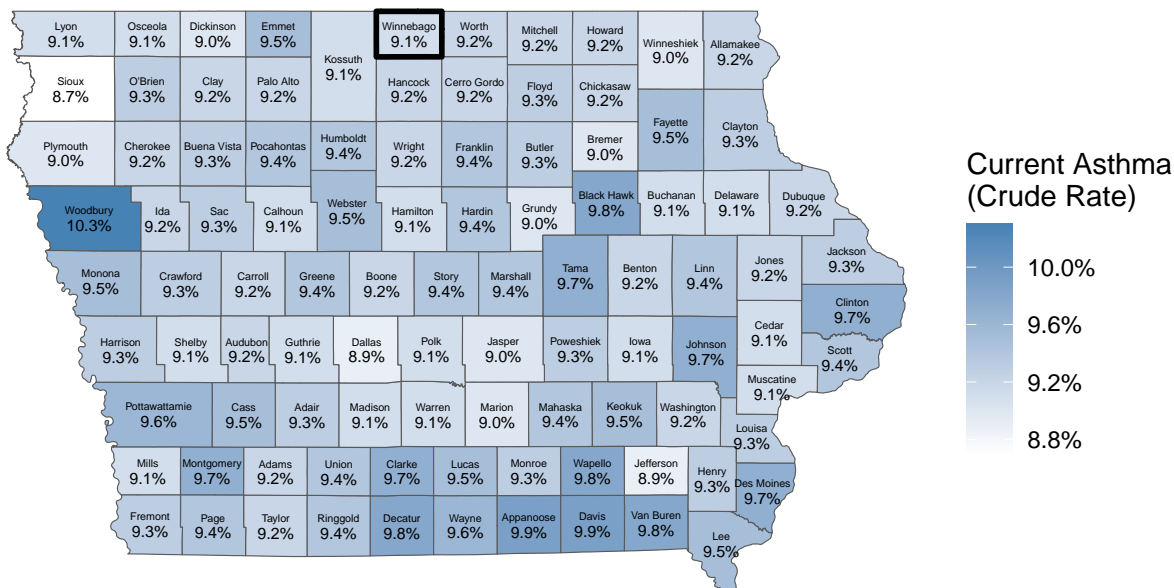 Lyon
9.1%
Osceola
9.1%
Dickinson
9.0%
Emmet
9.5%
Kossuth
9.1%
Winnebago
9.1%
Worth
9.2%
Mitchell
9.2%
Howard
9.2%
Winneshiek
9.0%
Allamakee
9.2%
Sioux
8.7%
O'Brien
9.3%
Clay
9.2%
Palo Alto
9.2%
Hancock
9.2%
Cerro Gordo
9.2%
Floyd
9.3%
Chickasaw
9.2%
Fayette
9.5%
Clayton
9.3%
Plymouth
9.0%
Cherokee
9.2%
Buena Vista
9.3%
Pocahontas
9.4%
Humboldt
9.4%
Wright
9.2%
Franklin
9.4%
Butler
9.3%
Bremer
9.0%
Woodbury
10.3%
Ida
9.2%
Sac
9.3%
Calhoun
9.1%
Webster
9.5%
Hamilton
9.1%
Hardin
9.4%
Grundy
9.0%
Black Hawk
9.8%
Buchanan
9.1%
Delaware
9.1%
Dubuque
9.2%
Monona
9.5%
Crawford
9.3%
Carroll
9.2%
Greene
9.4%
Boone
9.2%
Story
9.4%
Marshall
9.4%
Tama
9.7%
Benton
9.2%
Linn
9.4%
Jones
9.2%
Jackson
9.3%
Clinton
9.7%
Harrison
9.3%
Shelby
9.1%
Audubon
9.2%
Guthrie
9.1%
Dallas
8.9%
Polk
9.1%
Jasper
9.0%
Poweshiek
9.3%
Iowa
9.1%
Johnson
9.7%
Cedar
9.1%
Scott
9.4%
Muscatine
9.1%
Pottawattamie
9.6%
Cass
9.5%
Adair
9.3%
Madison
9.1%
Warren
9.1%
Marion
9.0%
Mahaska
9.4%
Keokuk
9.5%
Washington
9.2%
Louisa
9.3%
Mills
9.1%
Montgomery
9.7%
Adams
9.2%
Union
9.4%
Clarke
9.7%
Lucas
9.5%
Monroe
9.3%
Wapello
9.8%
Jefferson
8.9%
Henry
9.3%
Des Moines
9.7%
Fremont
9.3%
Page
9.4%
Taylor
9.2%
Ringgold
9.4%
Decatur
9.8%
Wayne
9.6%
Appanoose
9.9%
Davis
9.9%
Van Buren
9.8%
Lee
9.5%
Current Asthma
(Crude Rate)
10.0%
9.6%
9.2%
8.8%